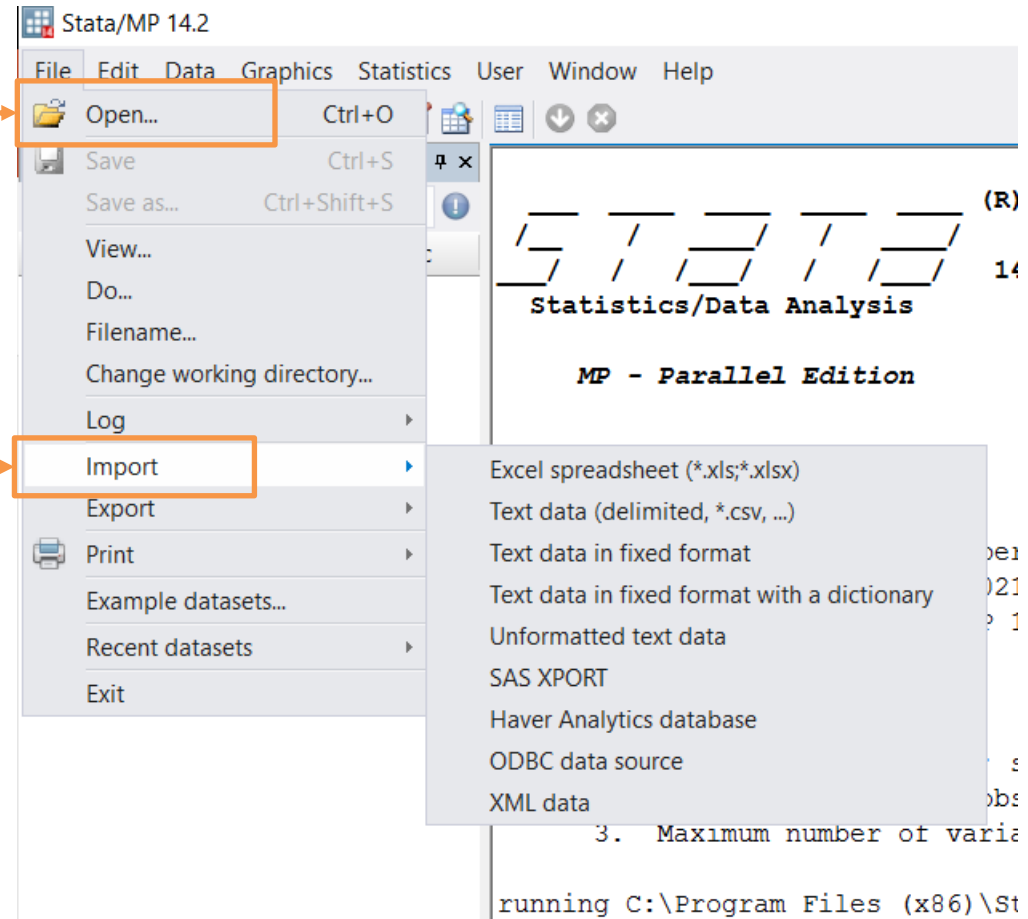 Stata/MP 14.2
File Edit Data Graphics Statistics User Window Help
Open... Ctrl+O
Save Ctrl+S
Save as... Ctrl+Shift+S
View...
Do...
Filename...
Change working directory...
Log
Import
Export
Print
Example datasets...
Recent datasets
Exit
Excel spreadsheet (*.xls;*.xlsx)
Text data (delimited, *.csv, ...)
Text data in fixed format
Text data in fixed format with a dictionary
Unformatted text data
SAS XPORT
Haver Analytics database
ODBC data source
XML data
(R)
STATA
14
Statistics/Data Analysis
MP - Parallel Edition
3. Maximum number of
running C:\Program Files (x86)\